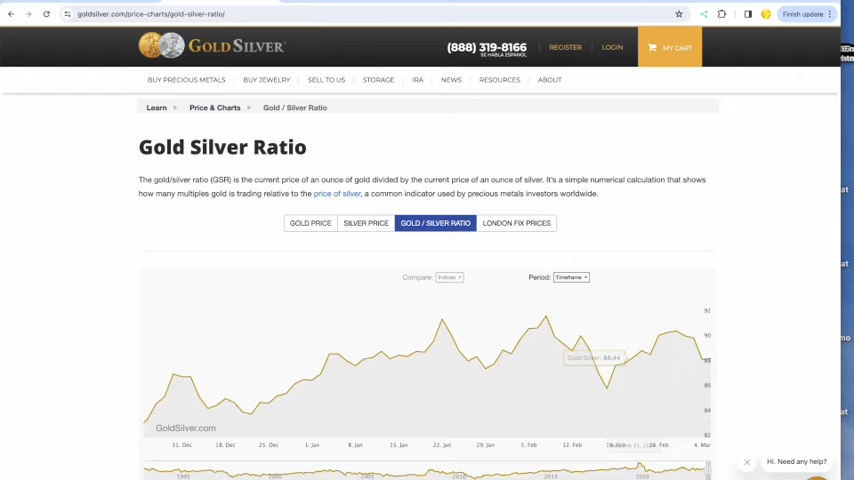 goldsilver.com/price-charts/gold-silver-ratio/
Finish update
GOLD SILVER
(888) 319-8166
SE HABLA ESPANOL
REGISTER
LOGIN
MY CART
BUY PRECIOUS METALS
BUY JEWELRY
SELL TO US
STORAGE
IRA
NEWS
RESOURCES
ABOUT
Learn
Price & Charts
Gold / Silver Ratio
Gold Silver Ratio
The gold/silver ratio (GSR) is the current price of an ounce of gold divided by the current price of an ounce of silver. It's a simple numerical calculation that shows
how many multiples gold is trading relative to the price of silver, a common indicator used by precious metals investors worldwide.
GOLD PRICE
SILVER PRICE
GOLD / SILVER RATIO
LONDON FIX PRICES
Compare: Indices
Period: Timeframe
92
90
88
86
84
82
Gold/Silver: 88.44
GoldSilver.com
11. Dec 18. Dec 25. Dec 1. Jan 8. Jan 15. Jan 22. Jan 29. Jan 5. Feb 12. Feb 19. Feb 26. Feb 4. Mar
1995 2000 2005 2010 2015 2020
Hi. Need any help?